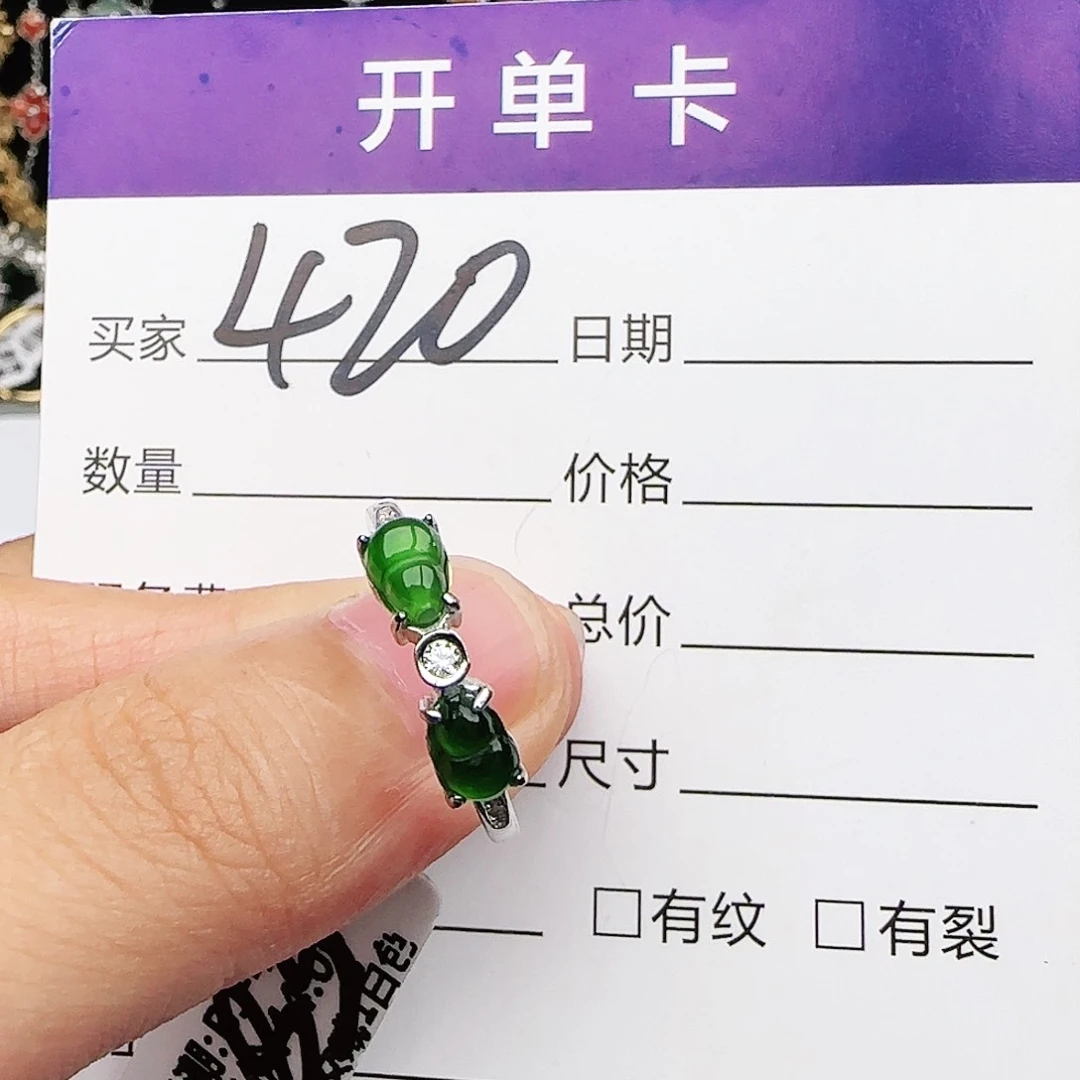 开单卡
买家 420 日期
数量 价格
总价
尺寸
□有纹 □有裂